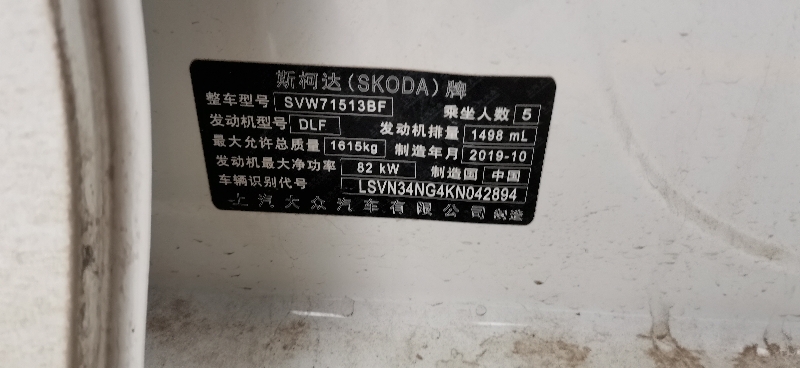 斯柯达(SKODA)牌
整车型号 SVW71513BF 乘坐人数 5
发动机型号 DLF 发动机排量 1498 mL
最大允许总质量 1615kg 制造年月 2019-10
发动机最大净功率 82 kW 制造国 中国
车辆识别代号 LSVN34NG4KN042894
上汽大众汽车有限公司制造